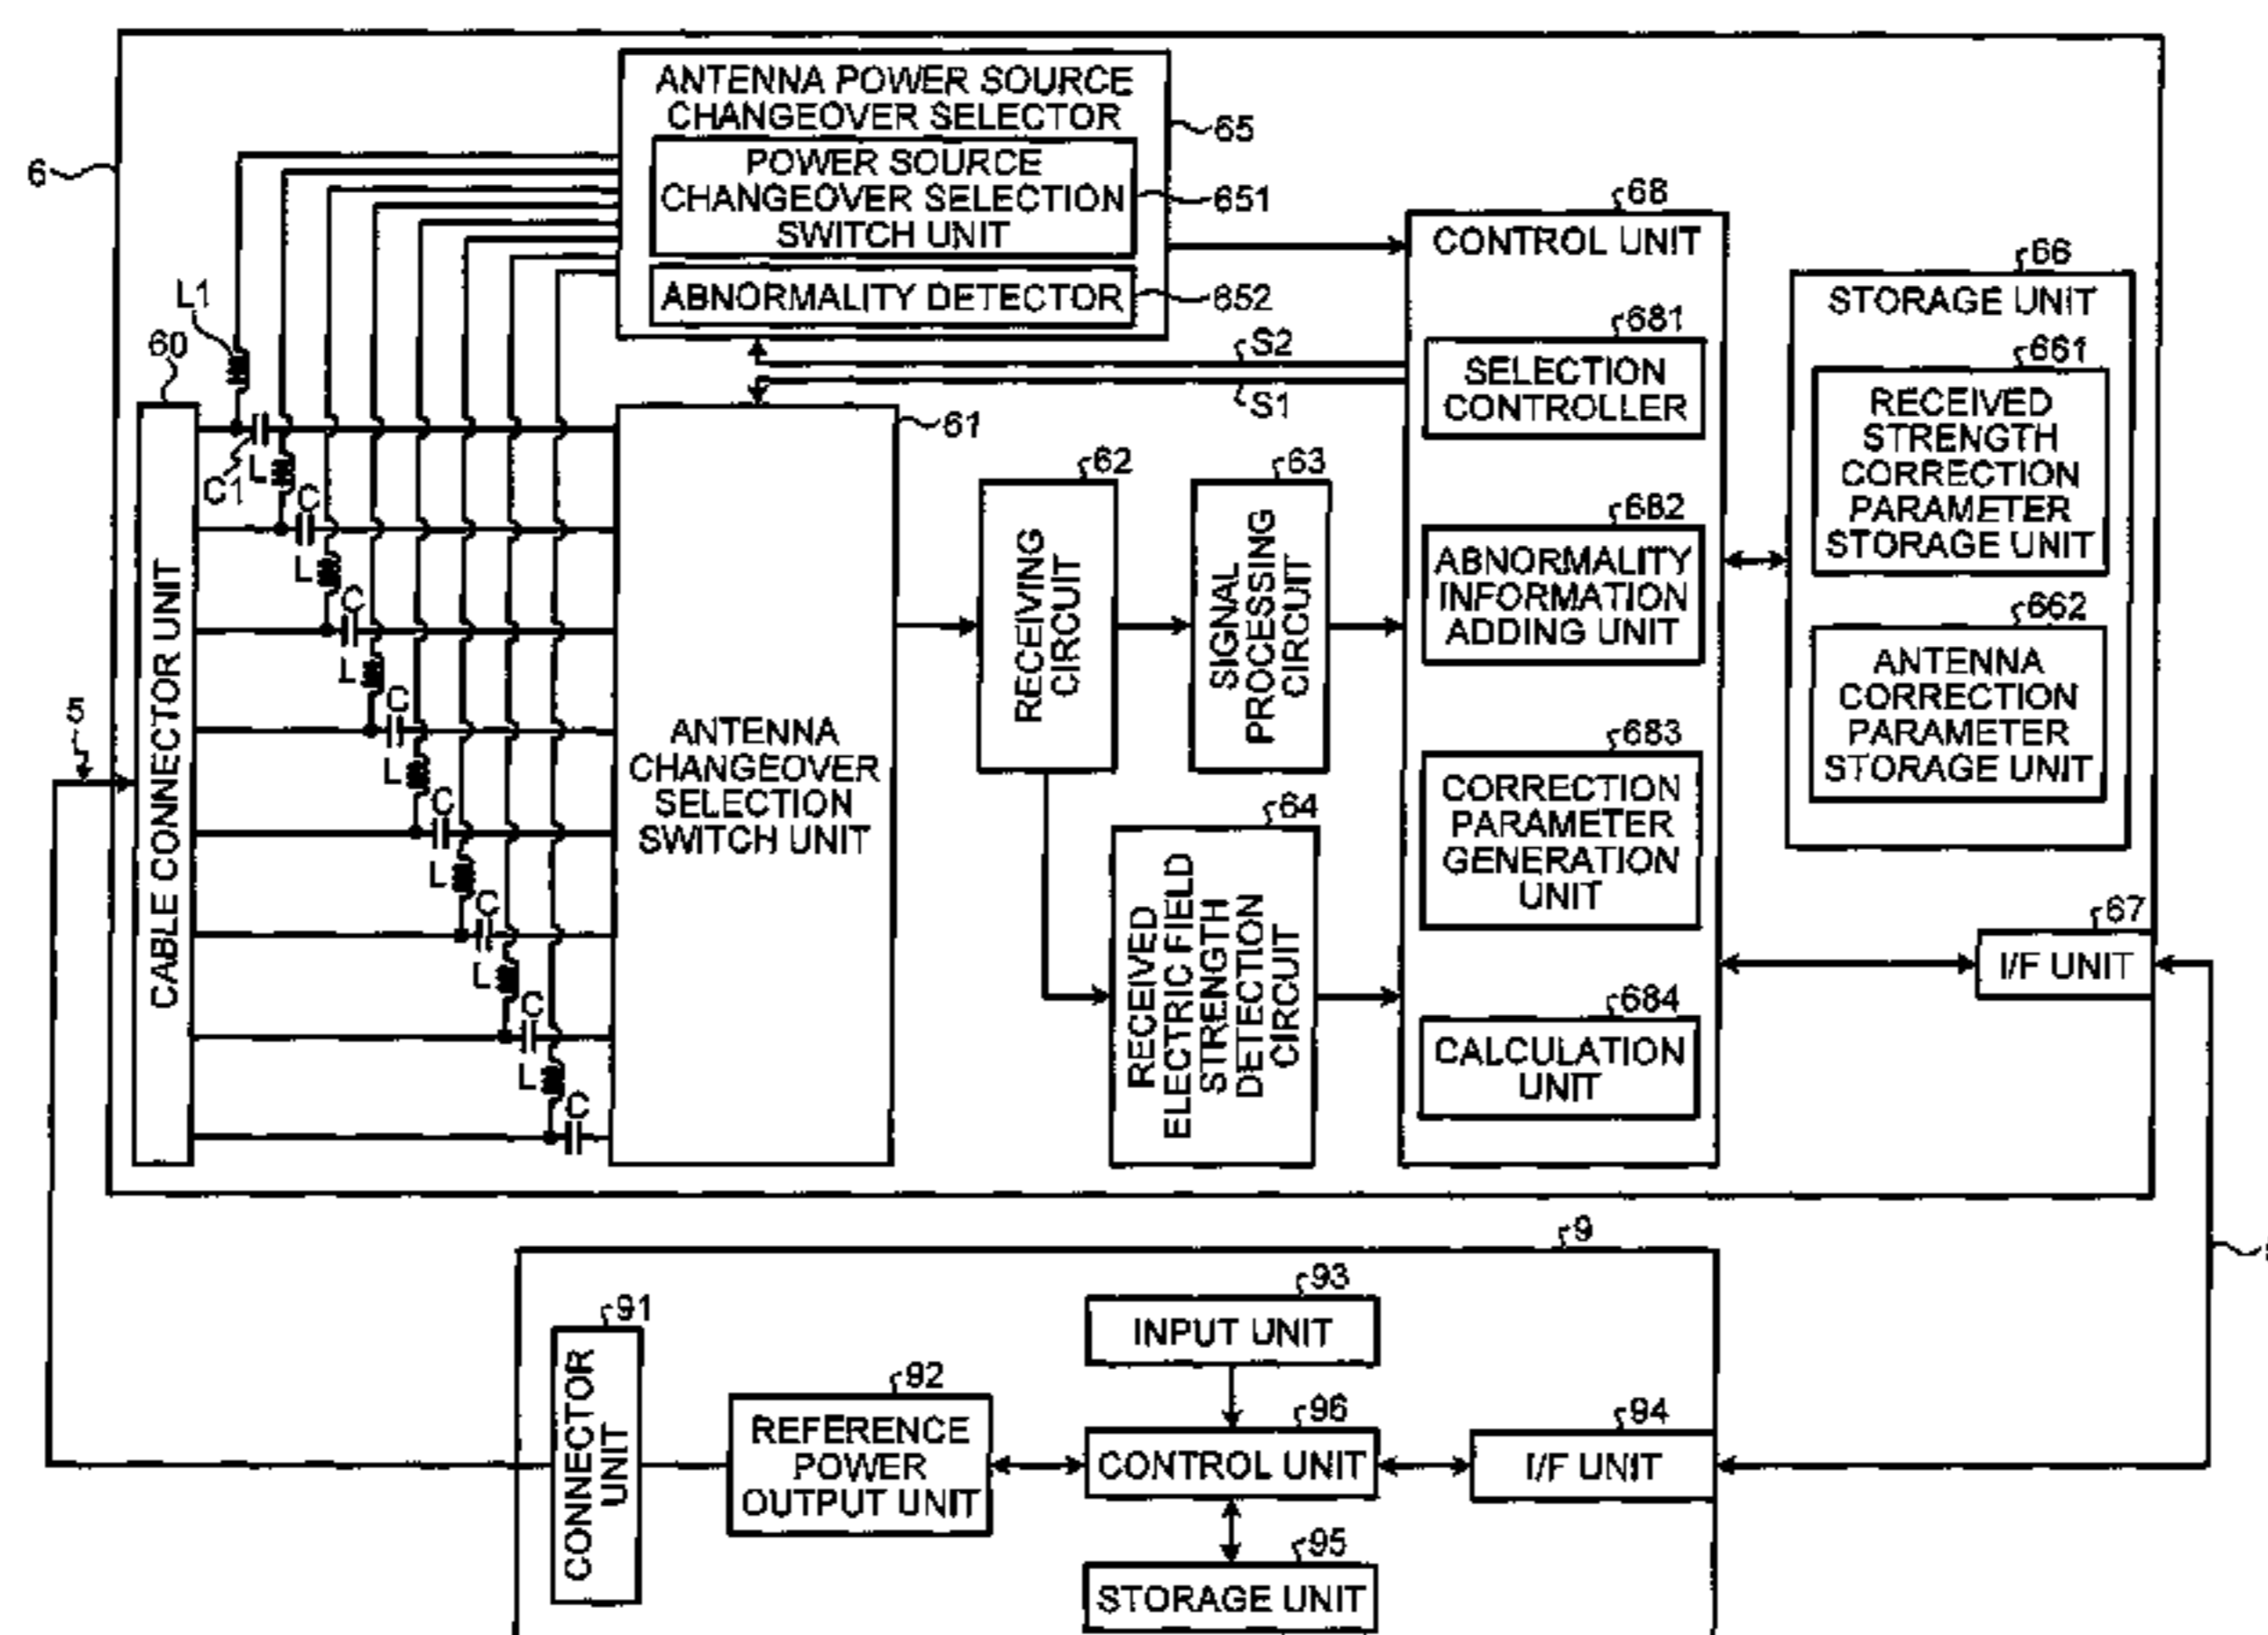 6
ANTENNA POWER SOURCE
CHANGEOVER SELECTOR
65
POWER SOURCE
CHANGEOVER SELECTION
SWITCH UNIT
651
ABNORMALITY DETECTOR
652
L1
60
C1
L
C
L
C
L
C
L
C
L
C
L
C
L
C
CABLE CONNECTOR UNIT
5
S2
S1
61
ANTENNA
CHANGEOVER
SELECTION
SWITCH UNIT
62
RECEIVING
CIRCUIT
63
SIGNAL
PROCESSING
CIRCUIT
64
RECEIVED
ELECTRIC FIELD
STRENGTH
DETECTION
CIRCUIT
68
CONTROL UNIT
681
SELECTION
CONTROLLER
682
ABNORMALITY
INFORMATION
ADDING UNIT
683
CORRECTION
PARAMETER
GENERATION
UNIT
684
CALCULATION
UNIT
66
STORAGE UNIT
661
RECEIVED
STRENGTH
CORRECTION
PARAMETER
STORAGE UNIT
662
ANTENNA
CORRECTION
PARAMETER
STORAGE UNIT
67
I/F UNIT
9
91
CONNECTOR
UNIT
92
REFERENCE
POWER
OUTPUT UNIT
93
INPUT UNIT
96
CONTROL UNIT
94
I/F UNIT
95
STORAGE UNIT